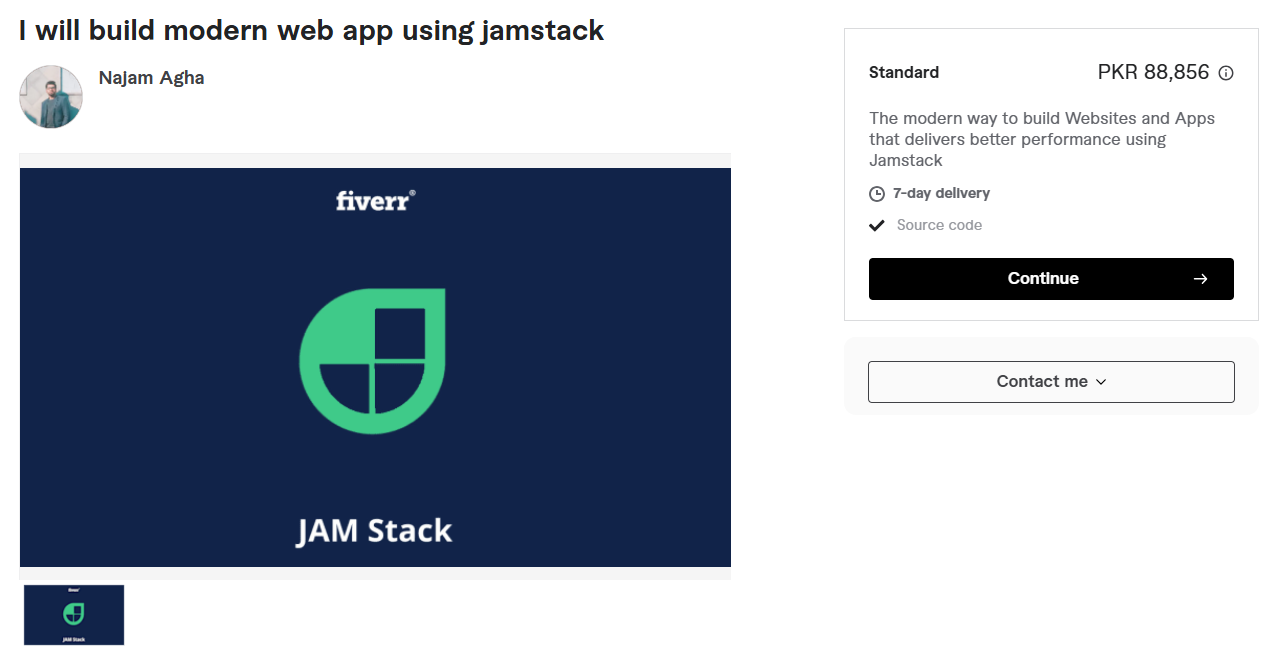 I will build modern web app using jamstack
Najam Agha
fiverr®
JAM Stack
fiverr
JAM Stack
Standard
PKR 88,856
The modern way to build Websites and Apps
that delivers better performance using
Jamstack
7-day delivery
Source code
Continue
Contact me